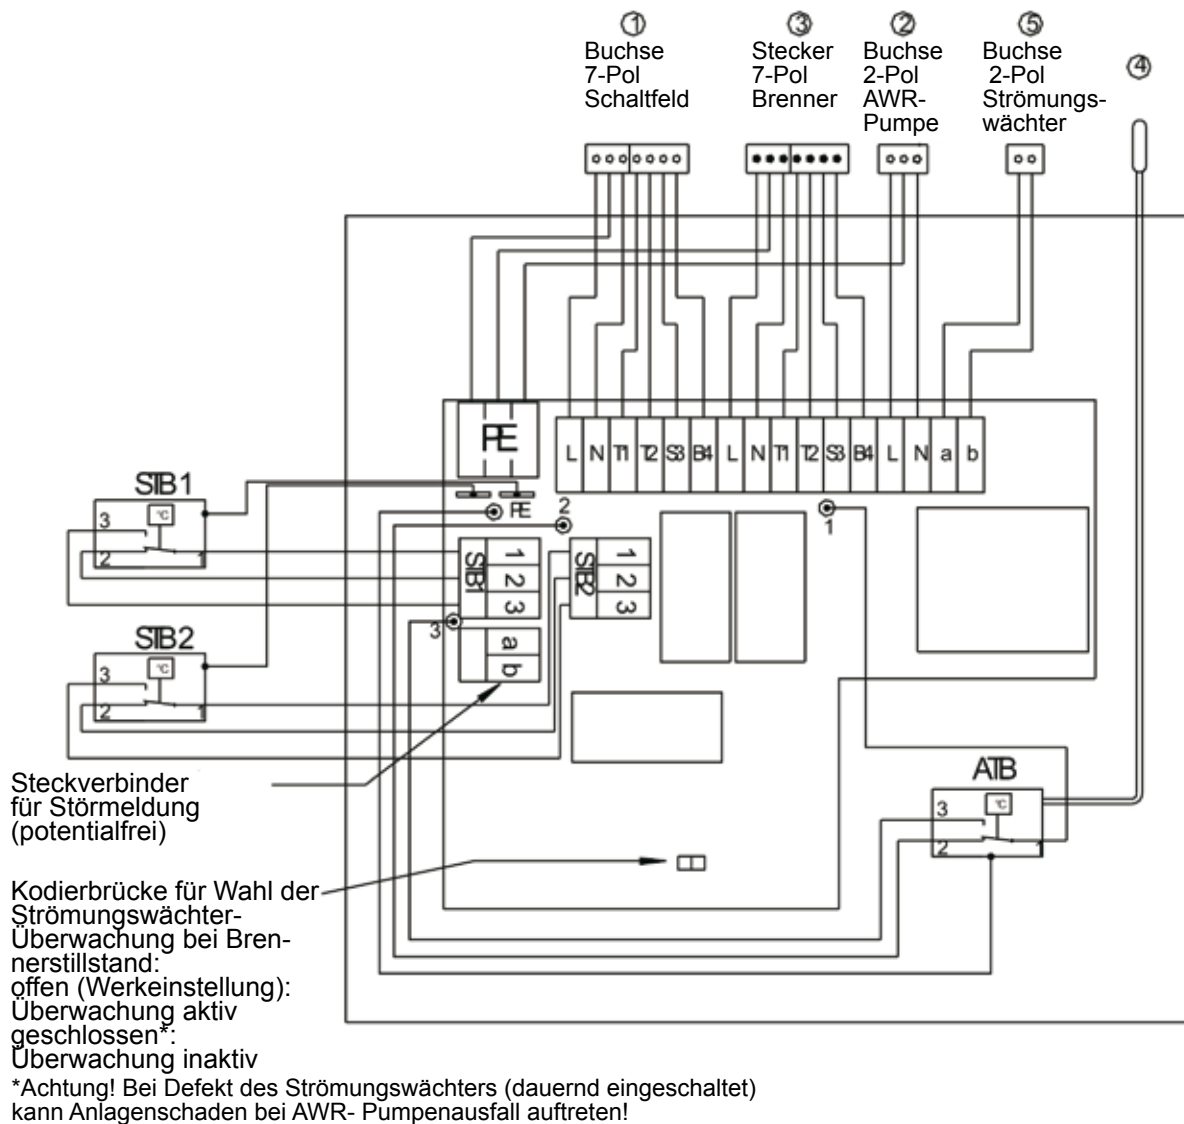 1
Buchse
7-Pol
Schaltfeld
3
Stecker
7-Pol
Brenner
2
Buchse
2-Pol
AWR-
Pumpe
5
Buchse
2-Pol
Strömungs-
wächter
4
PE
L N T1 T2 S3 B4 L N T1 T2 S3 B4 L N a b
PE
2
1
STB1
3
°C
2
1
STB1
1
2
3
STB2
1
2
3
3
a
b
STB2
3
°C
2
1
Steckverbinder
für Störmeldung
(potentialfrei)
ATB
3
°C
2
1
Kodierbrücke für Wahl der
Strömungswächter-
Überwachung bei Bren-
nerstillstand:
offen (Werkeinstellung):
Überwachung aktiv
geschlossen*:
Überwachung inaktiv
*Achtung! Bei Defekt des Strömungswächters (dauernd eingeschaltet)
kann Anlagenschaden bei AWR- Pumpenausfall auftreten!